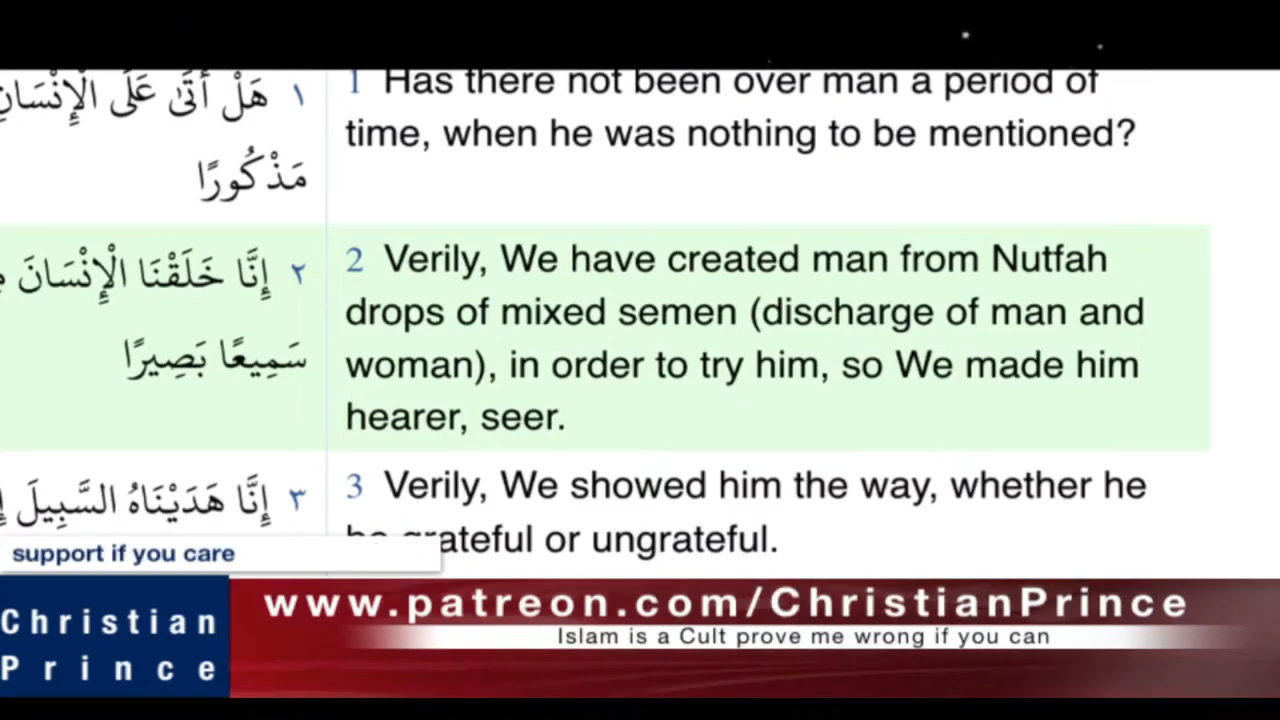 ١ هَلْ أَتَىٰ عَلَى الْإِنْسَانِ
مَذْكُورًا
1 Has there not been over man a period of
time, when he was nothing to be mentioned?
٢ إِنَّا خَلَقْنَا الْإِنْسَانَ
سَمِيعًا بَصِيرًا
2 Verily, We have created man from Nutfah
drops of mixed semen (discharge of man and
woman), in order to try him, so We made him
hearer, seer.
٣ إِنَّا هَدَيْنَاهُ السَّبِيلَ
3 Verily, We showed him the way, whether he
be grateful or ungrateful.
support if you care
Christian
Prince
www.patreon.com/ChristianPrince
Islam is a Cult prove me wrong if you can